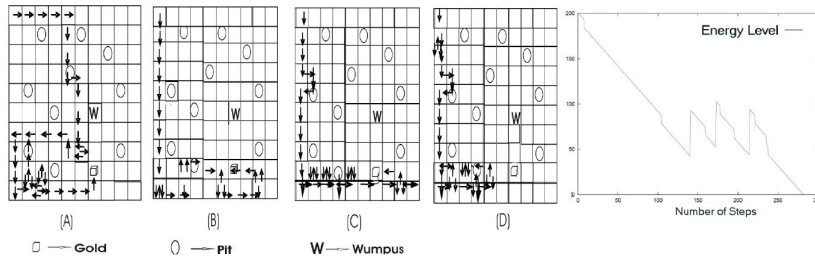 W
W
W
W
(A)
(B)
(C)
(D)
Gold
Pit
W Wumpus
Energy Level
200
150
100
50
0
0
50
100
150
200
250
Number of Steps